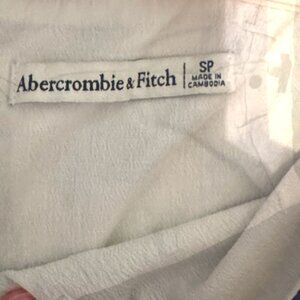 Abercrombie & Fitch
SP
MADE IN
CAMBODIA